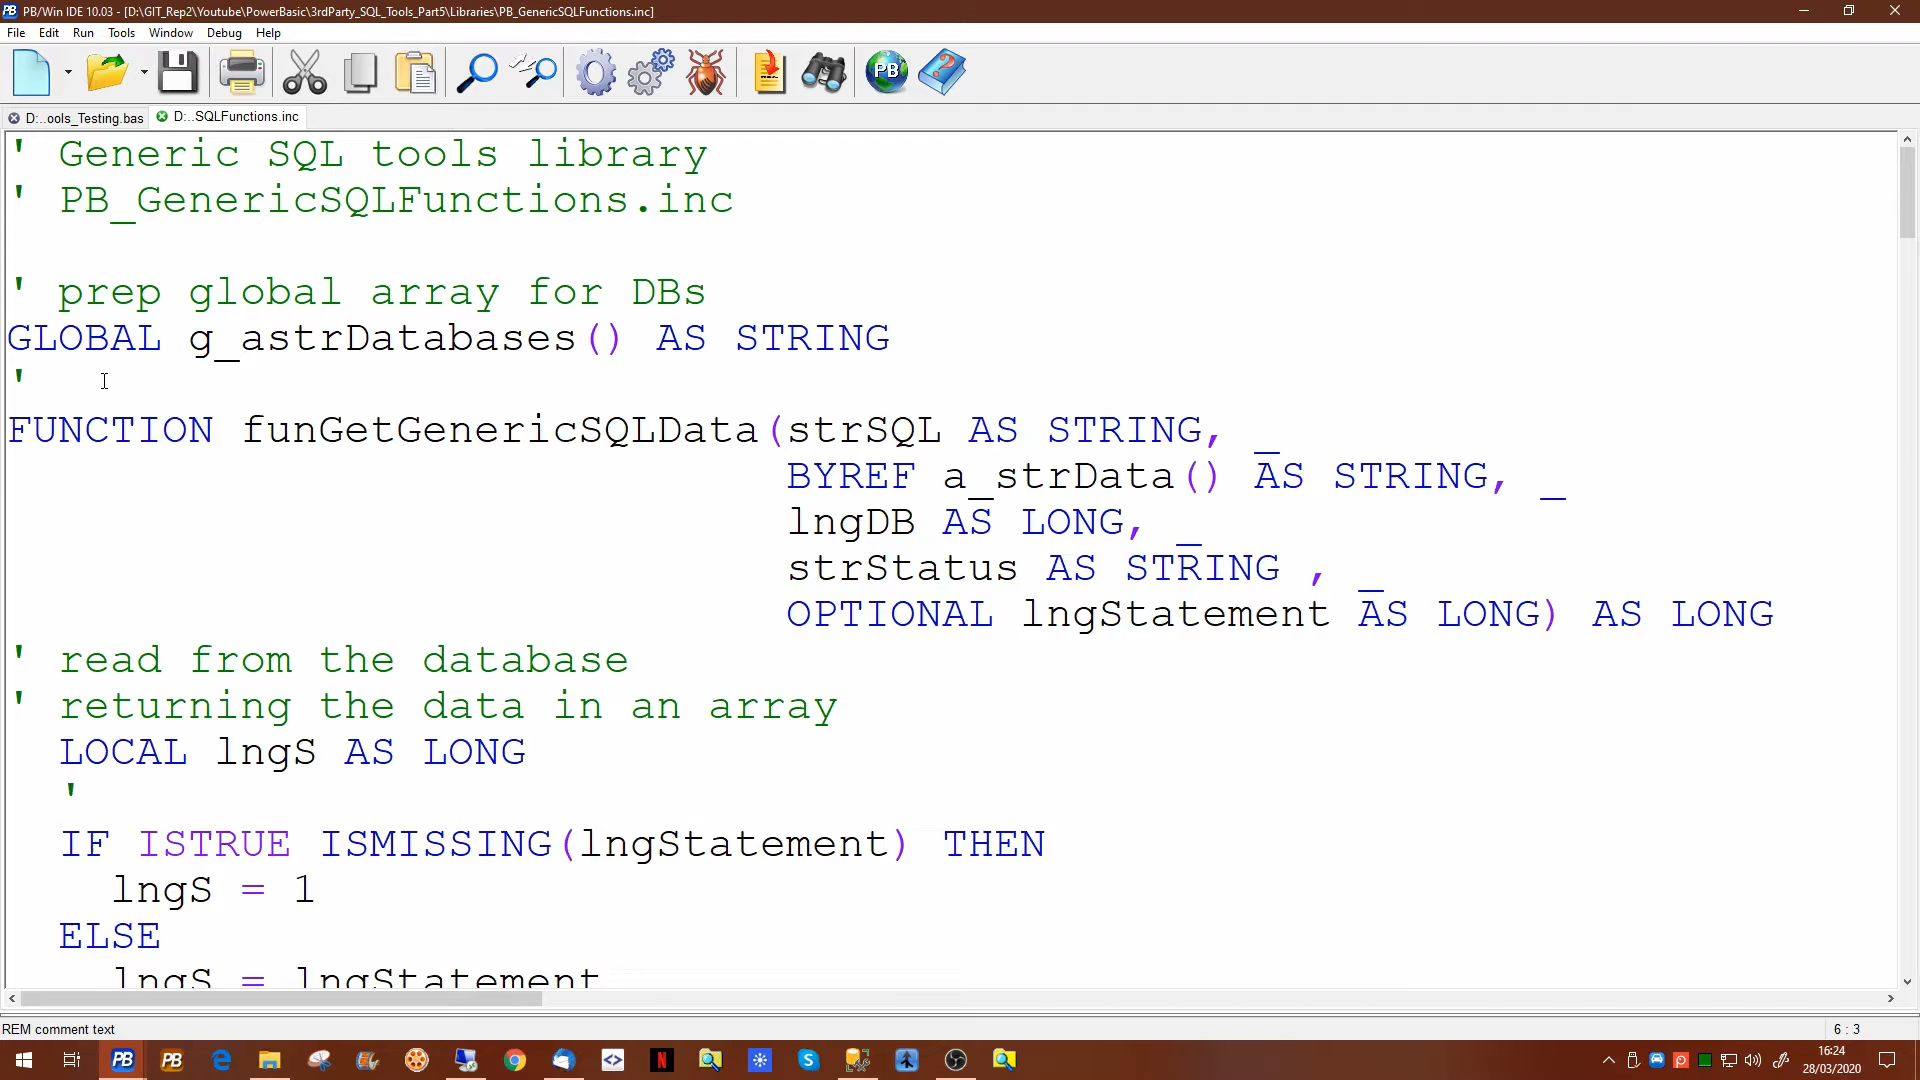 PB/Win IDE 10.03 - [D:\GIT_Rep2\Youtube\PowerBasic\3rdParty_SQL_Tools_Part5\Libraries\PB_GenericSQLFunctions.inc]
File Edit Run Tools Window Debug Help
PB
D:..ools_Testing.bas D:..SQLFunctions.inc
' Generic SQL tools library
' PB_GenericSQLFunctions.inc
' prep global array for DBs
GLOBAL g_astrDatabases() AS STRING
'
FUNCTION funGetGenericSQLData(strSQL AS STRING, _
BYREF a_strData() AS STRING, _
lngDB AS LONG, _
strStatus AS STRING , _
OPTIONAL lngStatement AS LONG) AS LONG
' read from the database
' returning the data in an array
LOCAL lngS AS LONG
'
IF ISTRUE ISMISSING(lngStatement) THEN
lngS = 1
ELSE
lngS = lngStatement
REM comment text 6 : 3
16:24
28/03/2020